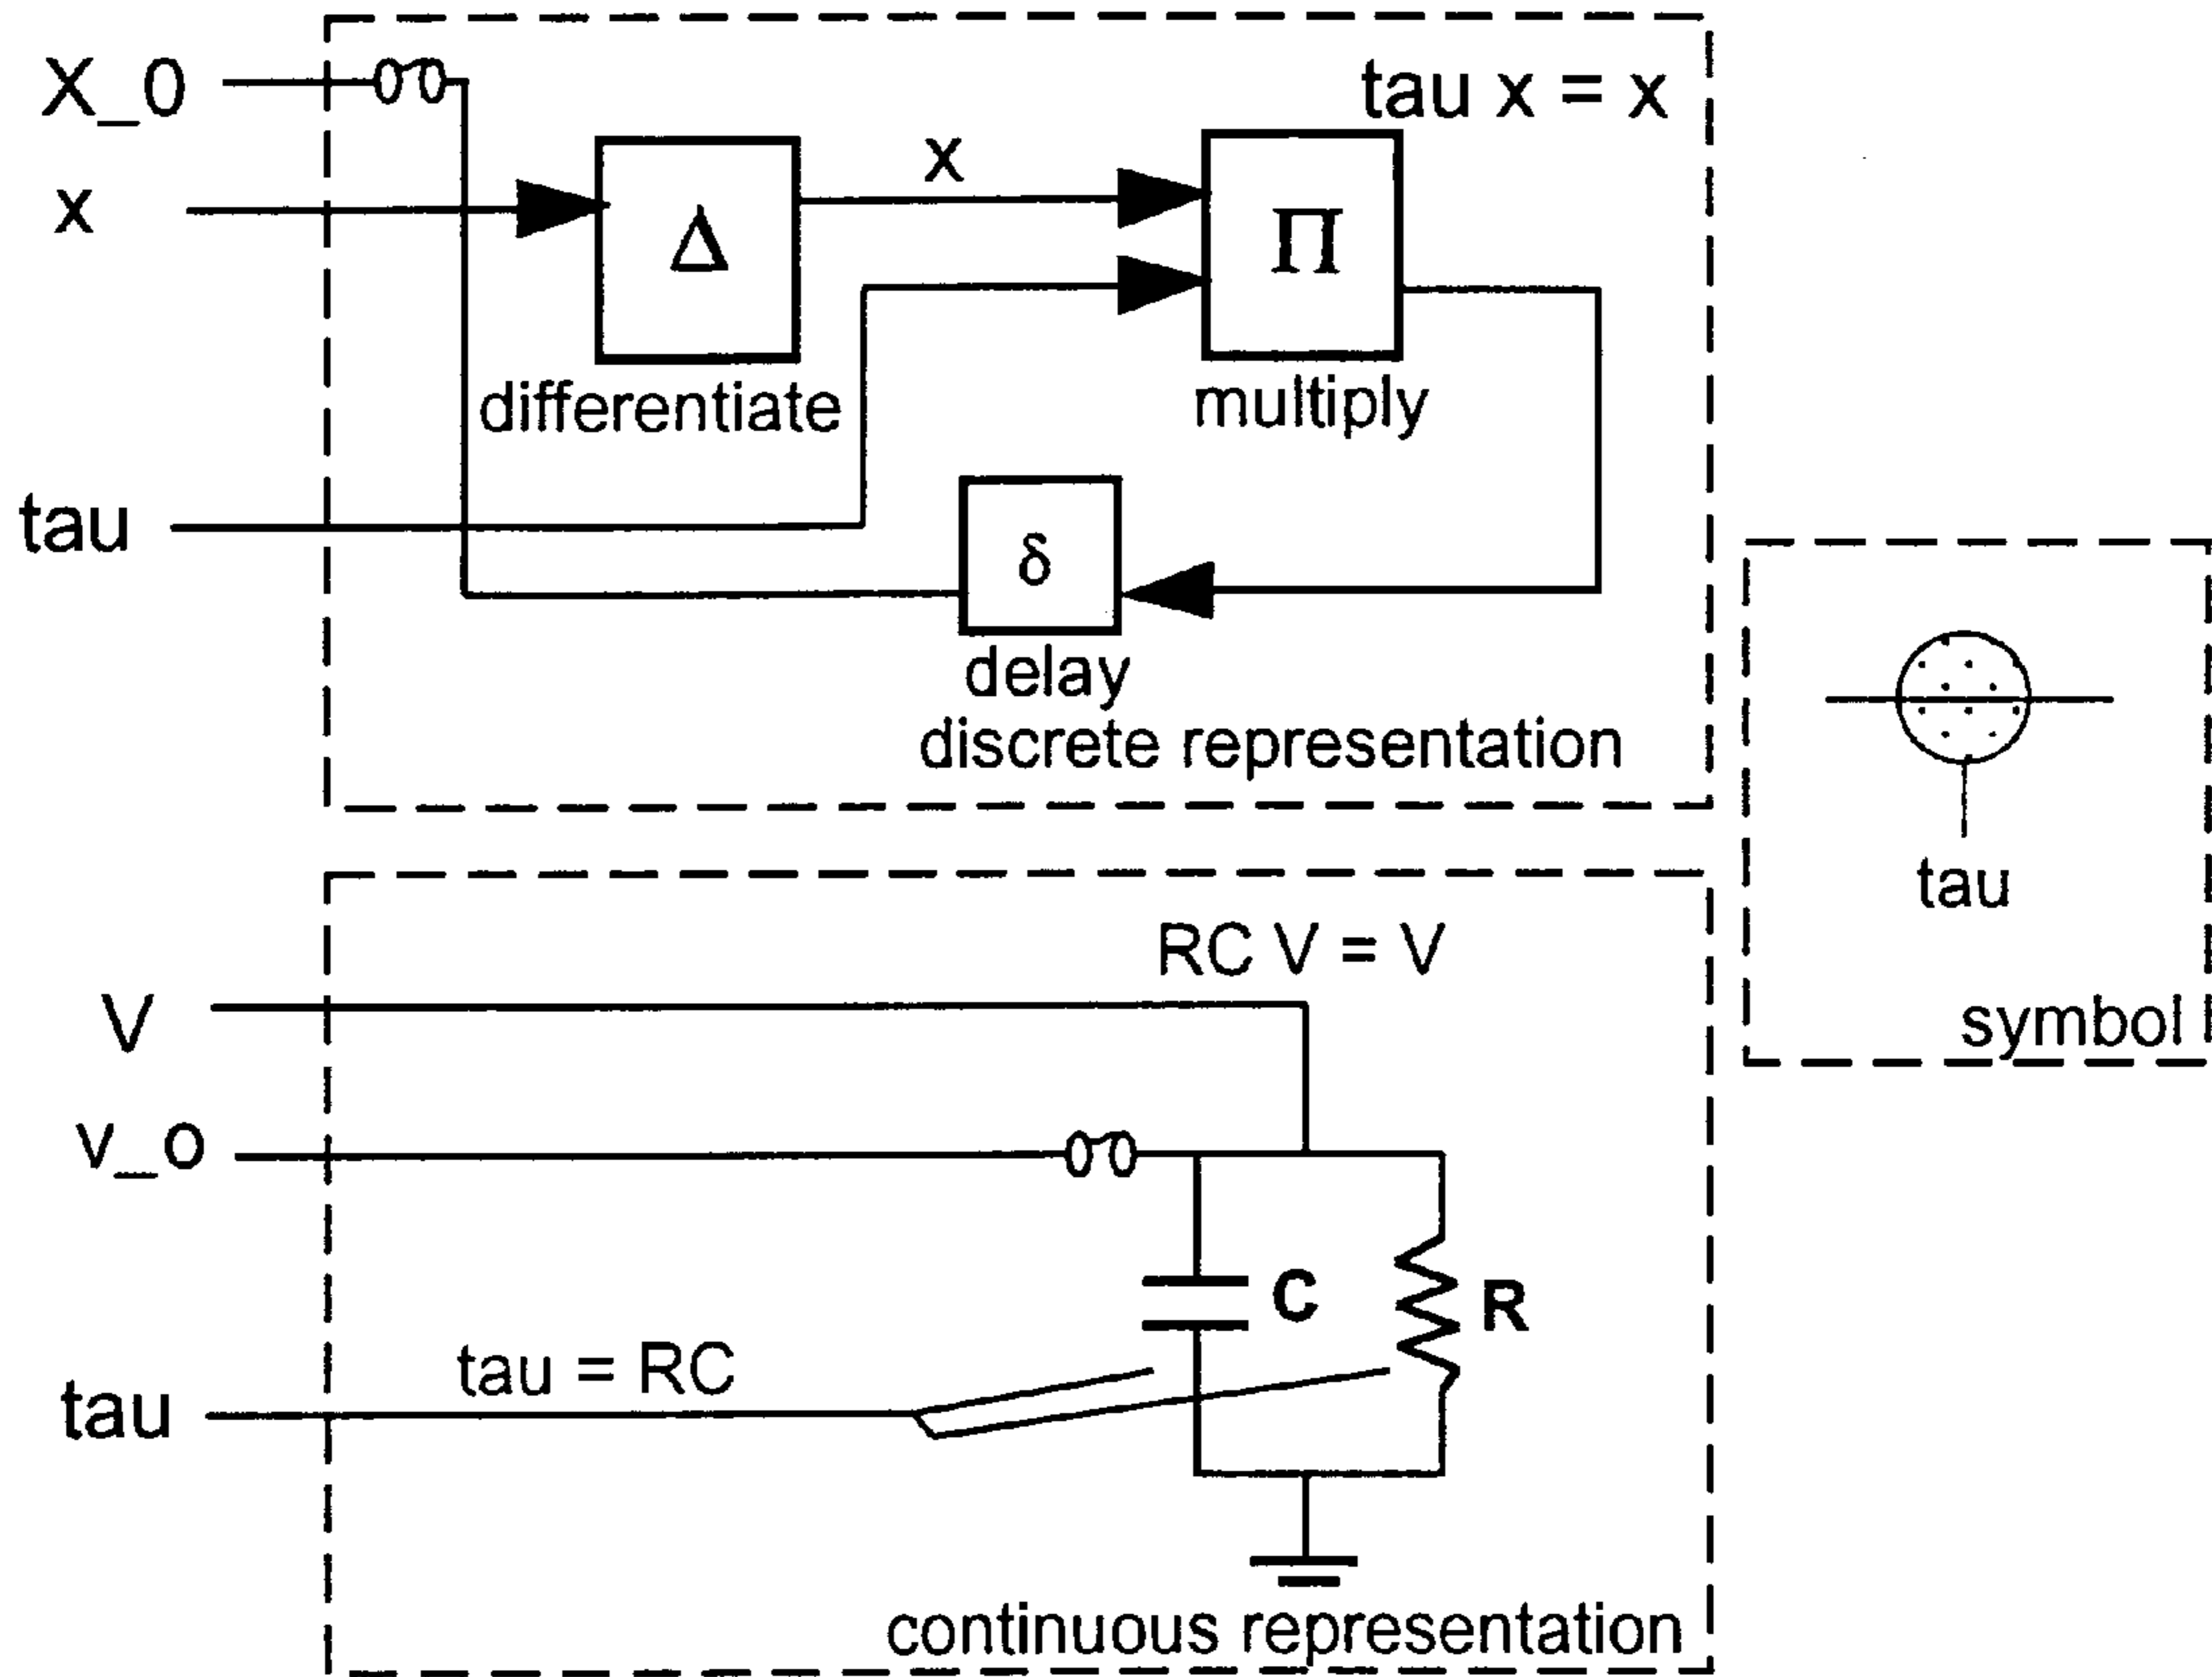 X_0
tau x = x
x
x
Δ
Π
differentiate
multiply
tau
δ
delay
discrete representation
tau
symbol
RC V = V
V
v_o
C
R
tau = RC
tau
continuous representation